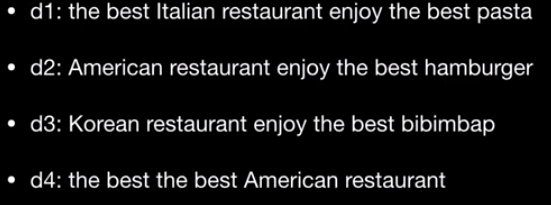 • d1: the best Italian restaurant enjoy the best pasta
• d2: American restaurant enjoy the best hamburger
• d3: Korean restaurant enjoy the best bibimbap
• d4: the best the best American restaurant